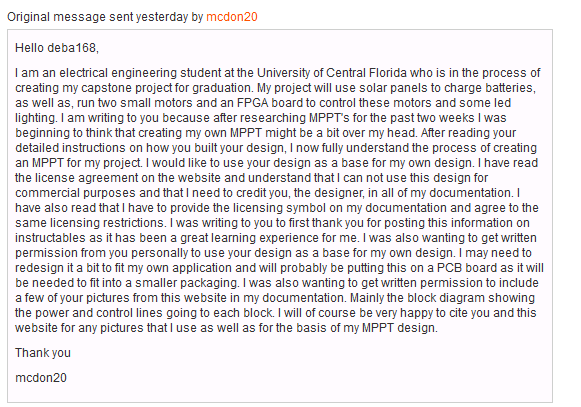 Original message sent yesterday by mcdon20
Hello deba168,
I am an electrical engineering student at the University of Central Florida who is in the process of
creating my capstone project for graduation. My project will use solar panels to charge batteries,
as well as, run two small motors and an FPGA board to control these motors and some led
lighting. I am writing to you because after researching MPPT's for the past two weeks I was
beginning to think that creating my own MPPT might be a bit over my head. After reading your
detailed instructions on how you built your design, I now fully understand the process of creating
an MPPT for my project. I would like to use your design as a base for my own design. I have read
the license agreement on the website and understand that I can not use this design for
commercial purposes and that I need to credit you, the designer, in all of my documentation. I
have also read that I have to provide the licensing symbol on my documentation and agree to the
same licensing restrictions. I was writing to you to first thank you for posting this information on
instructables as it has been a great learning experience for me. I was also wanting to get written
permission from you personally to use your design as a base for my own design. I may need to
redesign it a bit to fit my own application and will probably be putting this on a PCB board as it will
be needed to fit into a smaller packaging. I was also wanting to get written permission to include
a few of your pictures from this website in my documentation. Mainly the block diagram showing
the power and control lines going to each block. I will of course be very happy to cite you and this
website for any pictures that I use as well as for the basis of my MPPT design.
Thank you
mcdon20